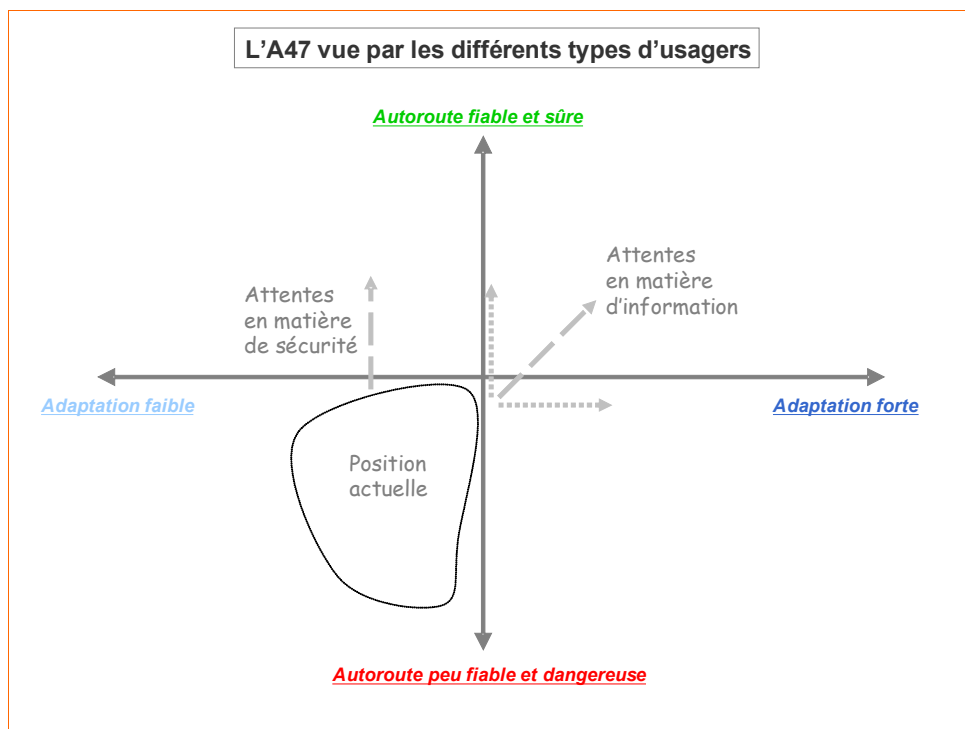 L'A47 vue par les différents types d'usagers
Autoroute fiable et sûre
Attentes
en matière
d'information
Attentes
en matière
de sécurité
Adaptation faible
Adaptation forte
Position
actuelle
Autoroute peu fiable et dangereuse